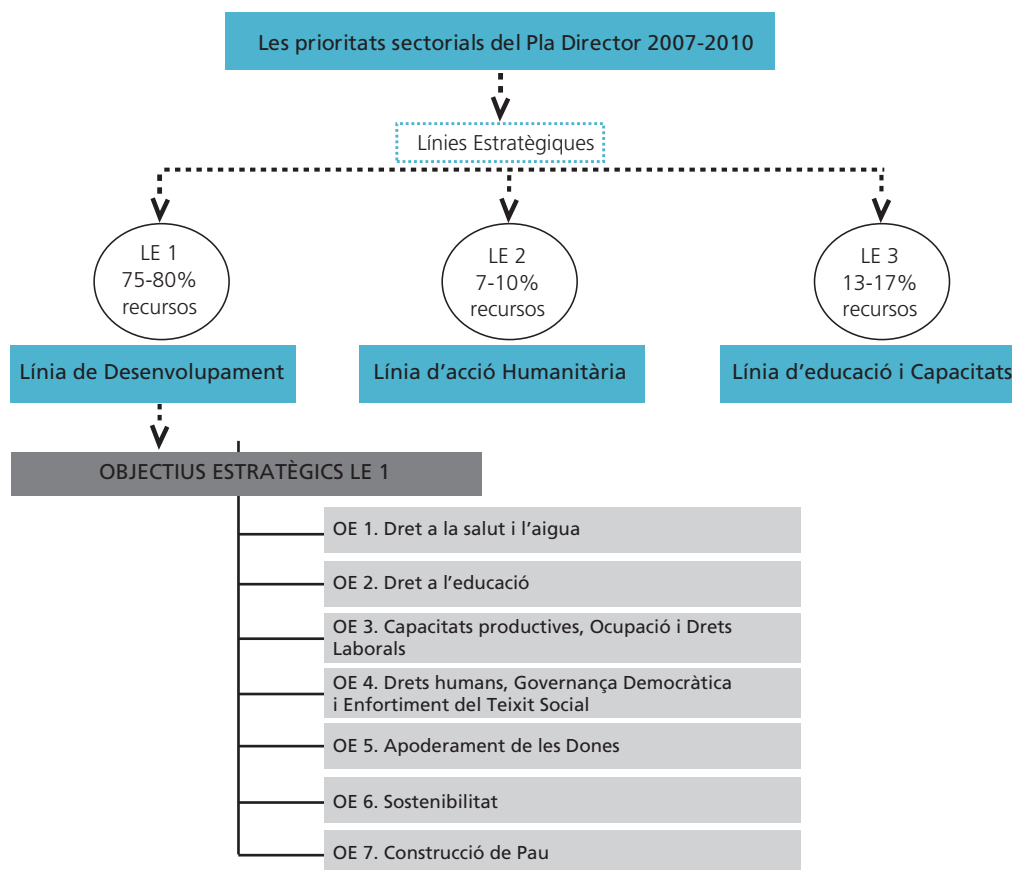 Les prioritats sectorials del Pla Director 2007-2010
Línies Estratègiques
LE 1
75-80%
recursos
LE 2
7-10%
recursos
LE 3
13-17%
recursos
Línia de Desenvolupament
Línia d'acció Humanitària
Línia d'educació i Capacitats
OBJECTIUS ESTRATÈGICS LE 1
OE 1. Dret a la salut i l'aigua
OE 2. Dret a l'educació
OE 3. Capacitats productives, Ocupació i Drets
Laborals
OE 4. Drets humans, Governança Democràtica
i Enfortiment del Teixit Social
OE 5. Apoderament de les Dones
OE 6. Sostenibilitat
OE 7. Construcció de Pau